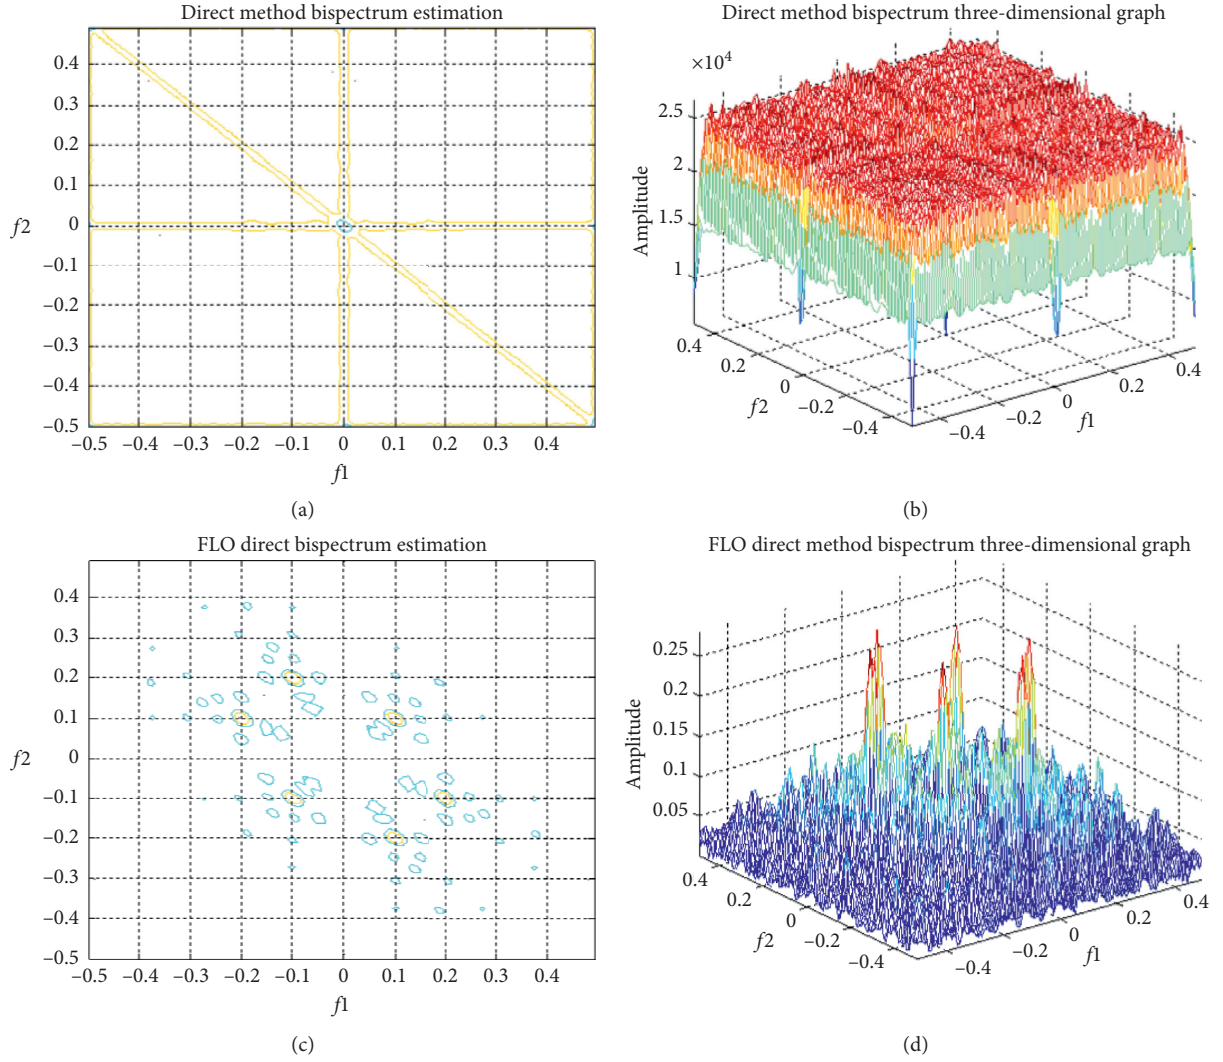 Direct method bispectrum estimation
0.4
0.3
0.2
0.1
0
−0.1
−0.2
−0.3
−0.4
−0.5
f2
−0.5 −0.4 −0.3 −0.2 −0.1 0 0.1 0.2 0.3 0.4
f1
(a)
Direct method bispectrum three-dimensional graph
×10^4
2.5
2
1.5
1
Amplitude
0.4 0.2 0 −0.2 −0.4
f2
−0.4 −0.2 0 0.2 0.4
f1
(b)
FLO direct bispectrum estimation
0.4
0.3
0.2
0.1
0
−0.1
−0.2
−0.3
−0.4
−0.5
f2
−0.5 −0.4 −0.3 −0.2 −0.1 0 0.1 0.2 0.3 0.4
f1
(c)
FLO direct method bispectrum three-dimensional graph
0.25
0.2
0.15
0.1
0.05
Amplitude
0.4 0.2 0 −0.2 −0.4
f2
−0.4 −0.2 0 0.2 0.4
f1
(d)